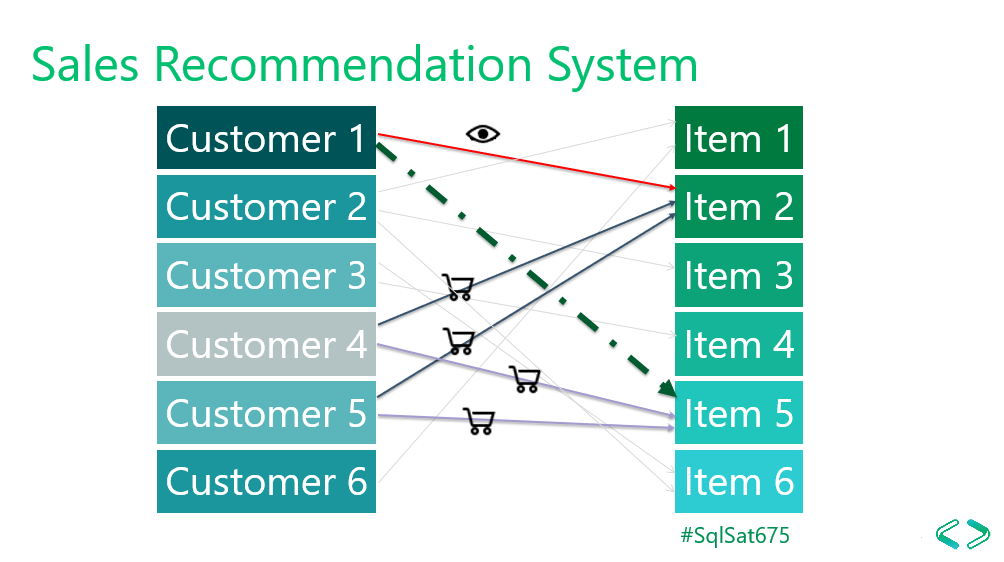 Sales Recommendation System
Customer 1
Item 1
Customer 2
Item 2
Customer 3
Item 3
Customer 4
Item 4
Customer 5
Item 5
Customer 6
Item 6
#SqlSat675